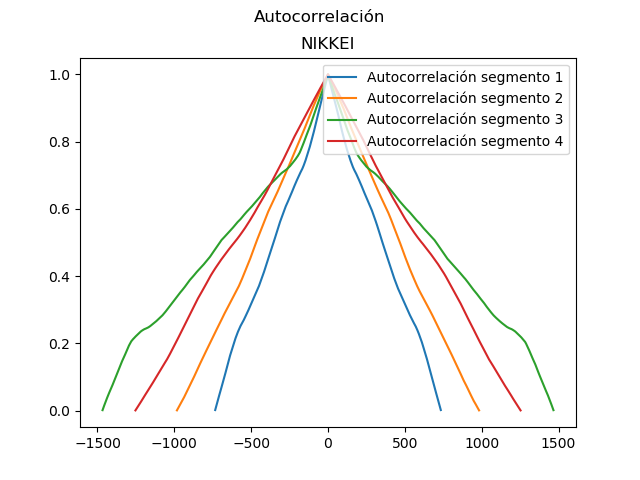 Autocorrelación
NIKKEI
Autocorrelación segmento 1
Autocorrelación segmento 2
Autocorrelación segmento 3
Autocorrelación segmento 4
1.0
0.8
0.6
0.4
0.2
0.0
−1500 −1000 −500 0 500 1000 1500